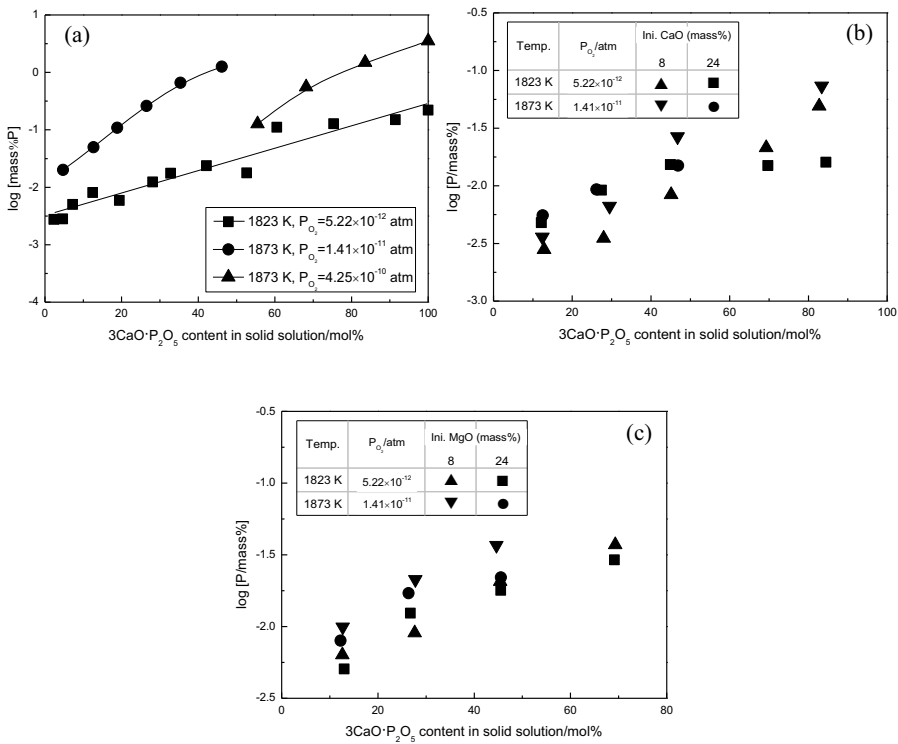 (a)
log [mass%P]
1
0
-1
-2
-3
-4
0 20 40 60 80 100
3CaO·P₂O₅ content in solid solution/mol%
1823 K, P_O₂=5.22×10⁻¹² atm
1873 K, P_O₂=1.41×10⁻¹¹ atm
1873 K, P_O₂=4.25×10⁻¹⁰ atm
(b)
log [P/mass%]
-0.5
-1.0
-1.5
-2.0
-2.5
-3.0
0 20 40 60 80 100
3CaO·P₂O₅ content in solid solution/mol%
Temp. P_O₂/atm Ini. CaO (mass%)
8 24
1823 K 5.22×10⁻¹²
1873 K 1.41×10⁻¹¹
(c)
log [P/mass%]
-0.5
-1.0
-1.5
-2.0
-2.5
0 20 40 60 80
3CaO·P₂O₅ content in solid solution/mol%
Temp. P_O₂/atm Ini. MgO (mass%)
8 24
1823 K 5.22×10⁻¹²
1873 K 1.41×10⁻¹¹